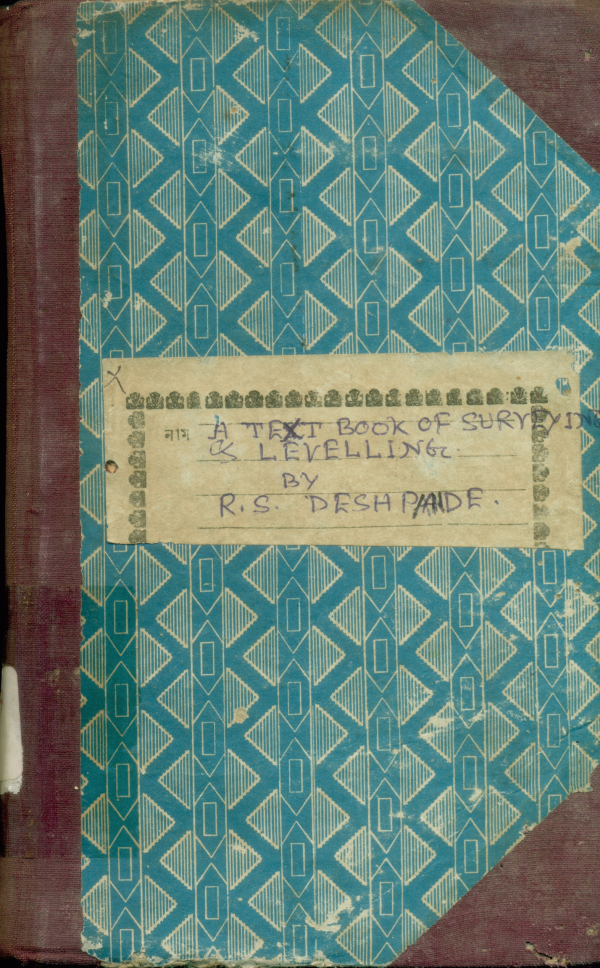 নাম A TEXT BOOK OF SURVEYING
& LEVELLING.
BY
R.S. DESHPANDE.